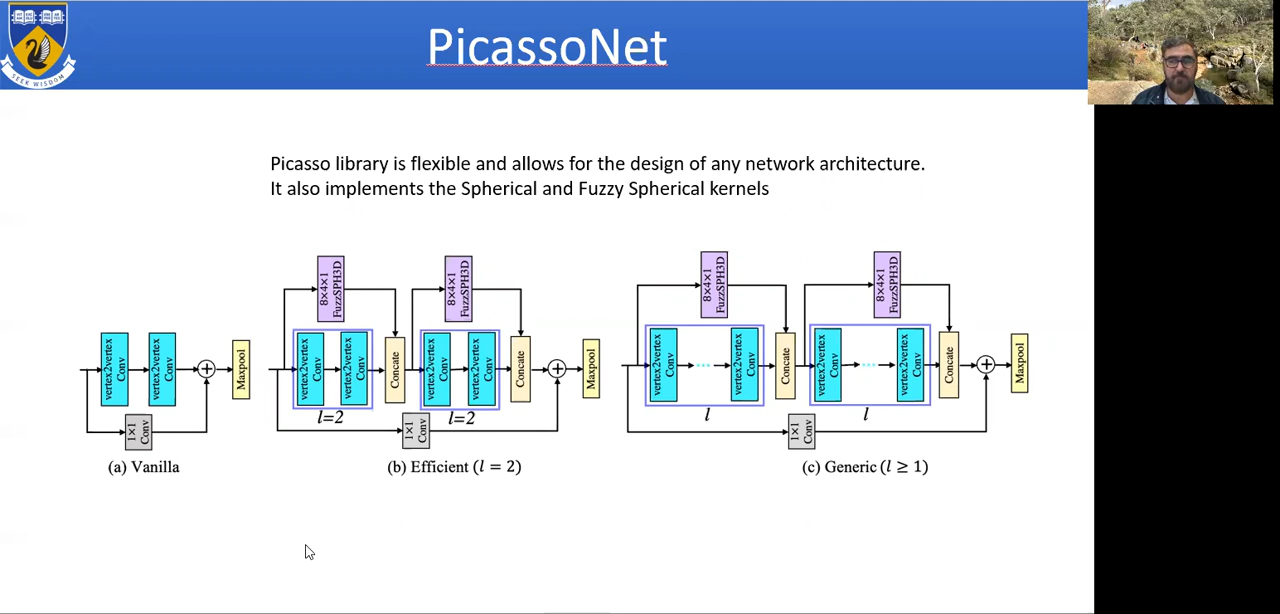 PicassoNet
SEEK WISDOM
Picasso library is flexible and allows for the design of any network architecture.
It also implements the Spherical and Fuzzy Spherical kernels
vertex2vertex
Conv
vertex2vertex
Conv
1×1
Conv
Maxpool
(a) Vanilla
8×4×1
FuzzSPH3D
vertex2vertex
Conv
vertex2vertex
Conv
l=2
Concate
8×4×1
FuzzSPH3D
vertex2vertex
Conv
vertex2vertex
Conv
l=2
Concate
1×1
Conv
Maxpool
(b) Efficient (l = 2)
8×4×1
FuzzSPH3D
vertex2vertex
Conv
...
vertex2vertex
Conv
l
Concate
8×4×1
FuzzSPH3D
vertex2vertex
Conv
...
vertex2vertex
Conv
l
Concate
1×1
Conv
Maxpool
(c) Generic (l ≥ 1)